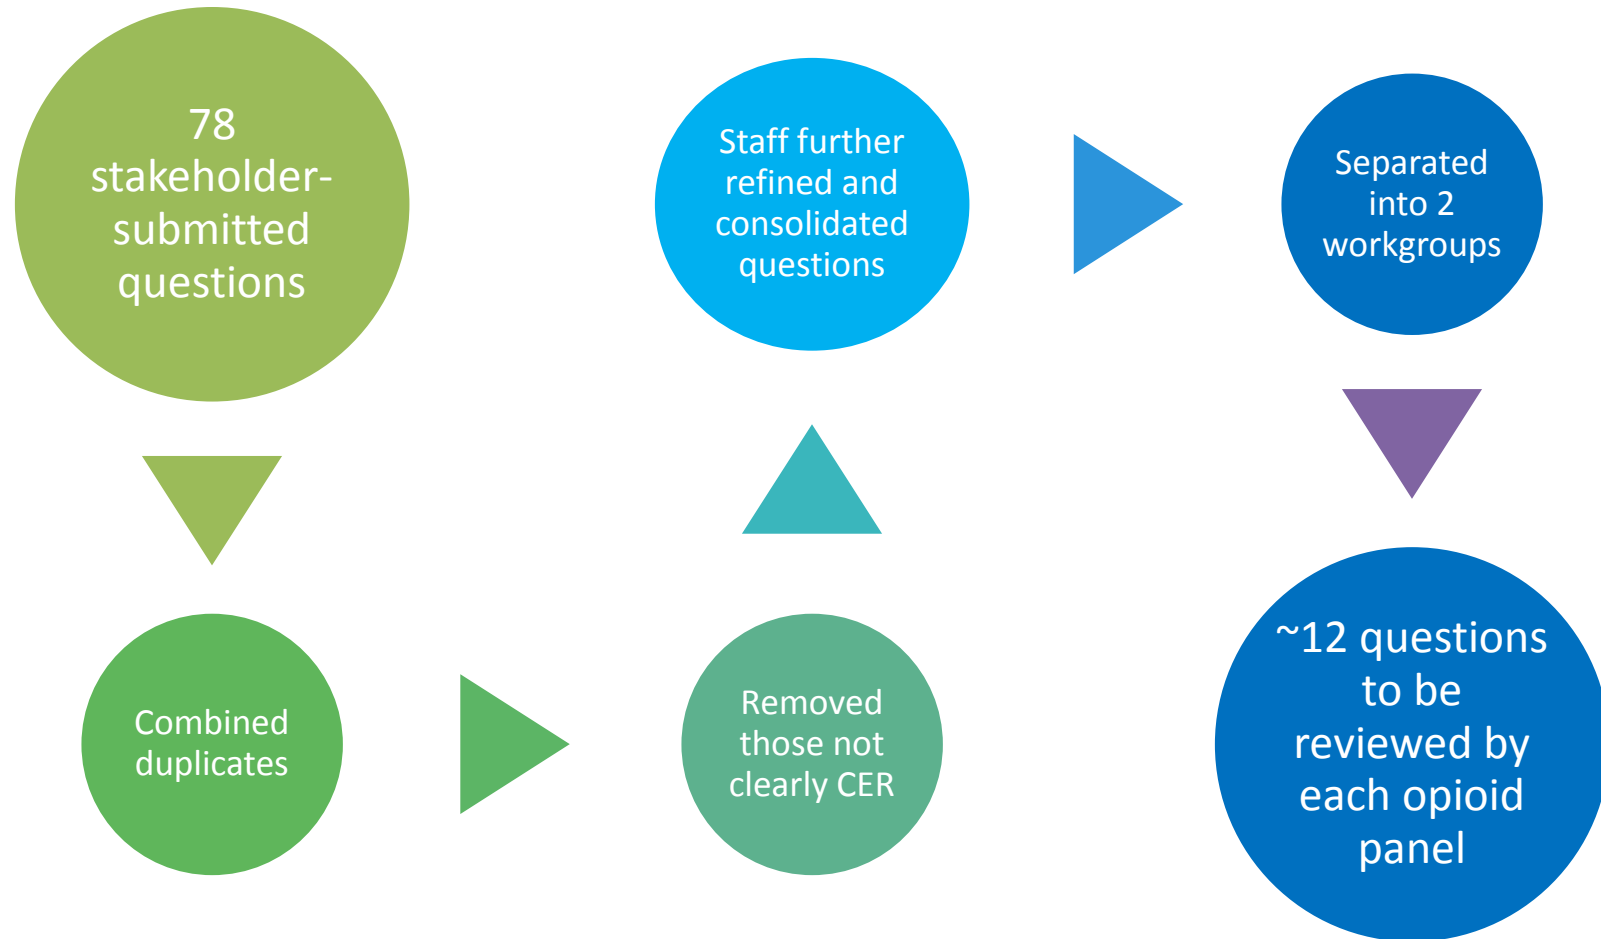 78
stakeholder-
submitted
questions
Combined
duplicates
Removed
those not
clearly CER
Staff further
refined and
consolidated
questions
Separated
into 2
workgroups
~12 questions
to be
reviewed by
each opioid
panel